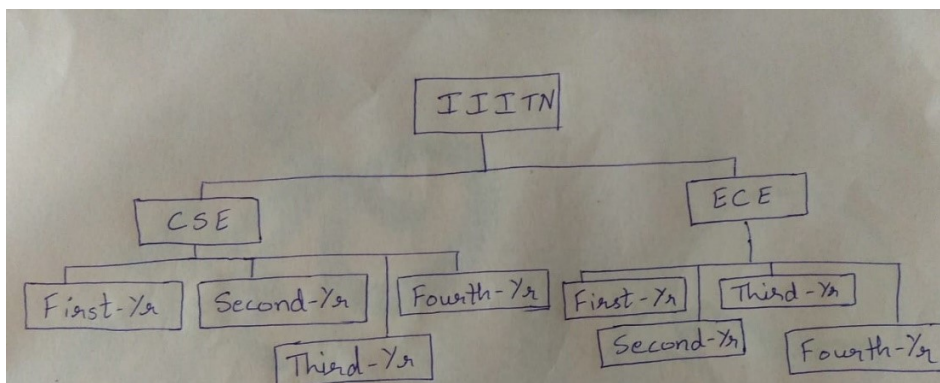 IIITN
CSE
ECE
First-Yr
Second-Yr
Third-Yr
Fourth-Yr
First-Yr
Second-Yr
Third-Yr
Fourth-Yr